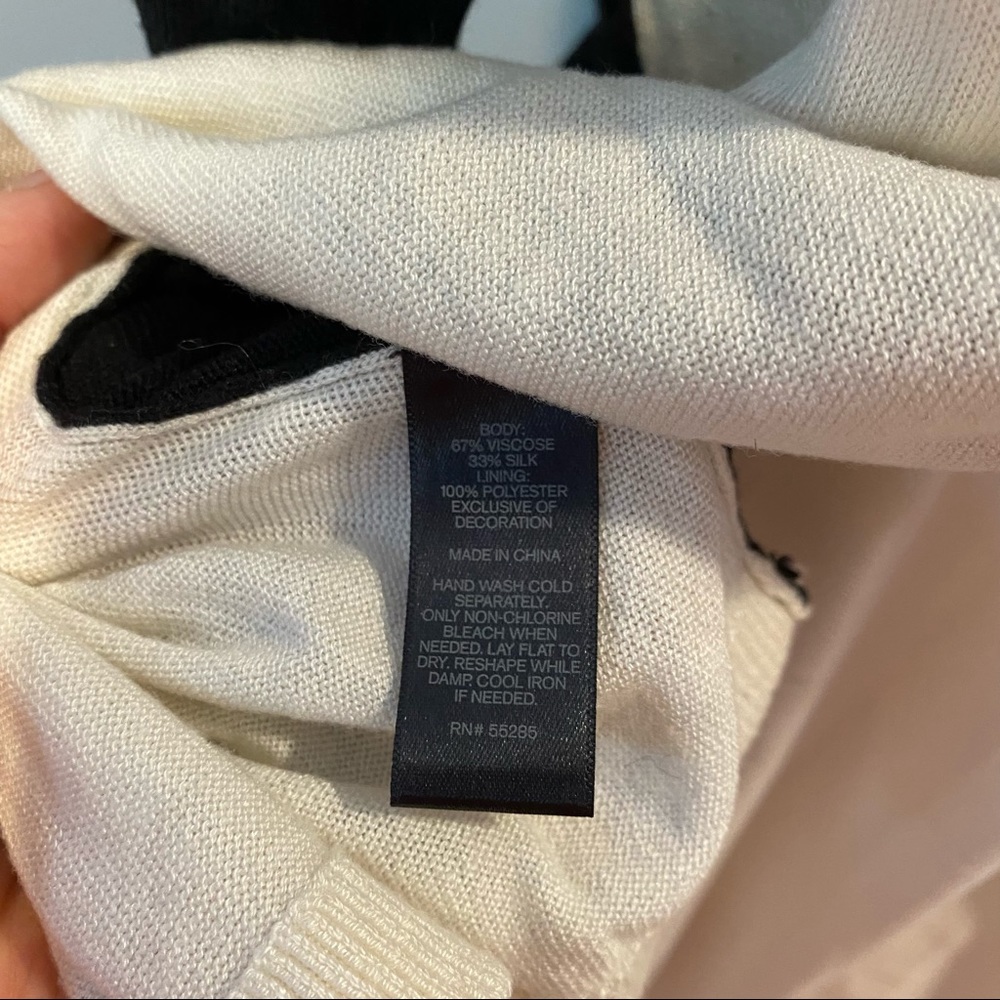 BODY:
67% VISCOSE
33% SILK
LINING:
100% POLYESTER
EXCLUSIVE OF
DECORATION
MADE IN CHINA
HAND WASH COLD
SEPARATELY.
ONLY NON-CHLORINE
BLEACH WHEN
NEEDED. LAY FLAT TO
DRY. RESHAPE WHILE
DAMP. COOL IRON
IF NEEDED.
RN# 55285